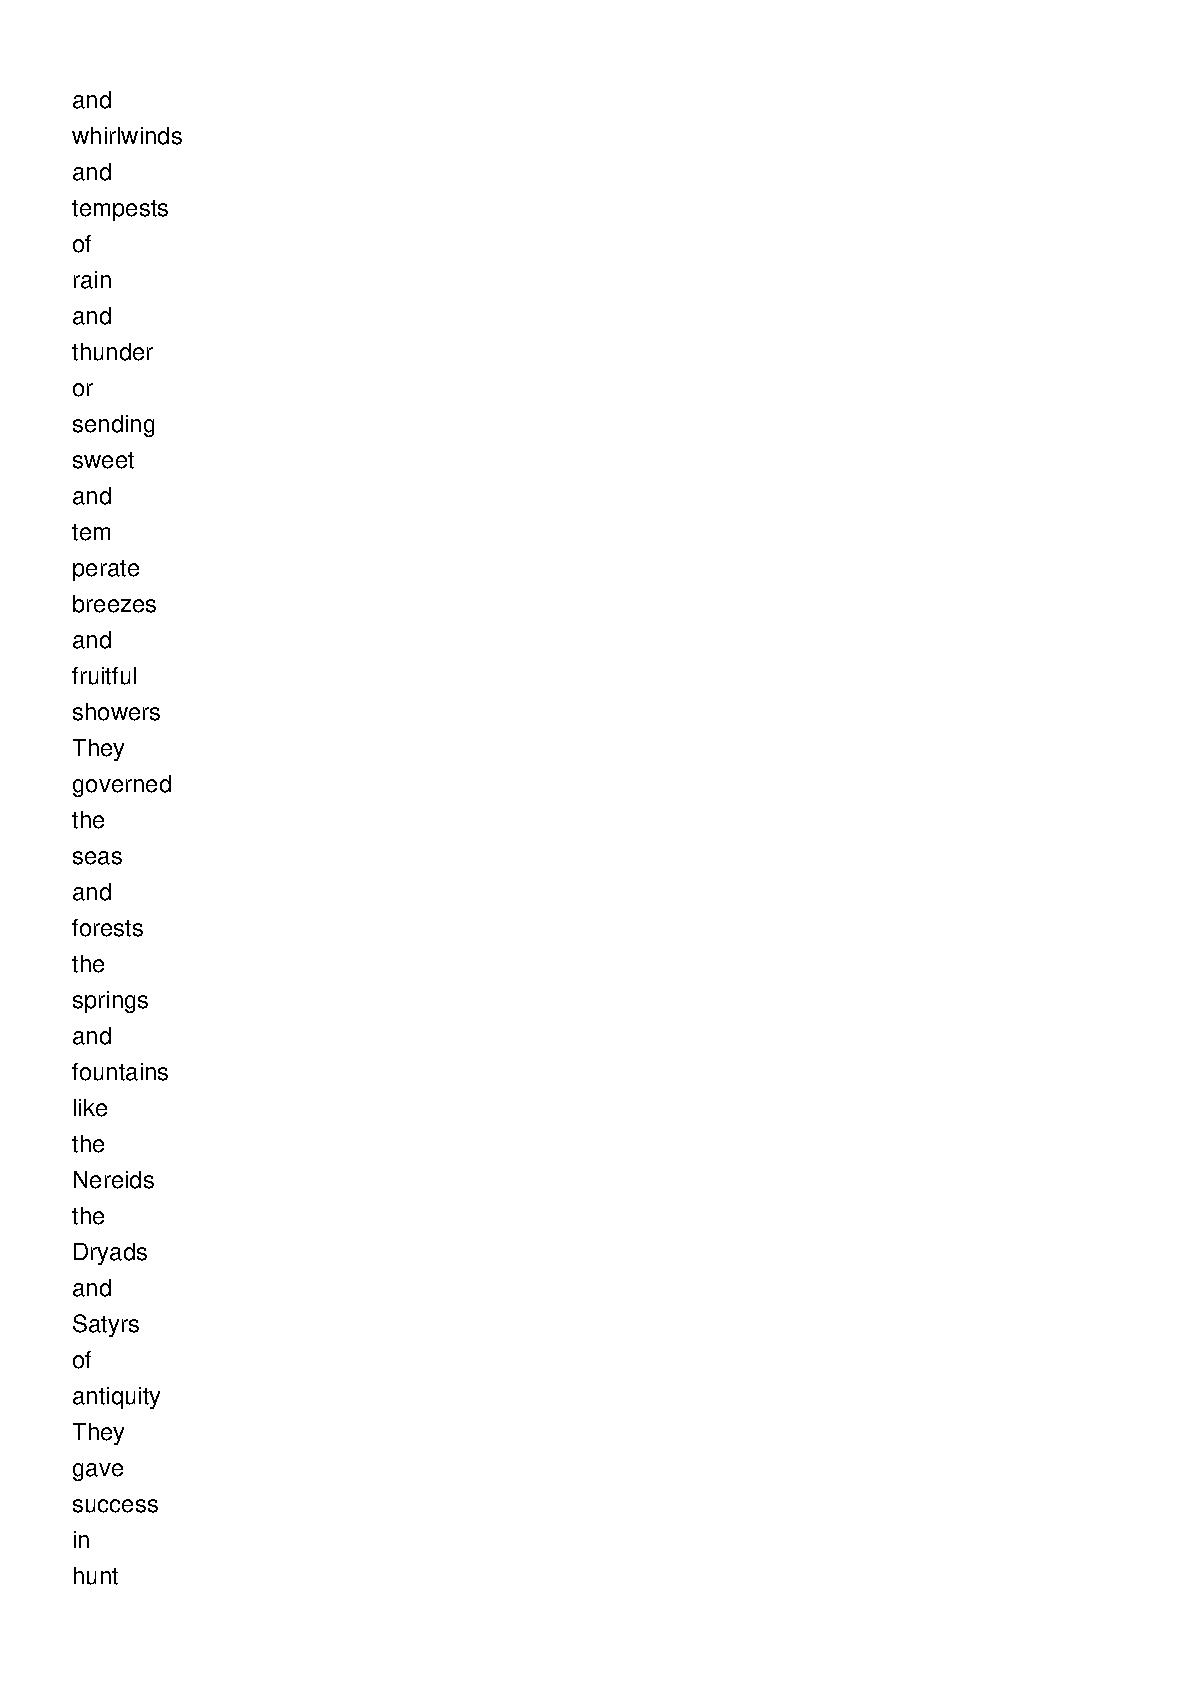 and
whirlwinds
and
tempests
of
rain
and
thunder
or
sending
sweet
and
tem
perate
breezes
and
fruitful
showers
They
governed
the
seas
and
forests
the
springs
and
fountains
like
the
Nereids
the
Dryads
and
Satyrs
of
antiquity
They
gave
success
in
hunt